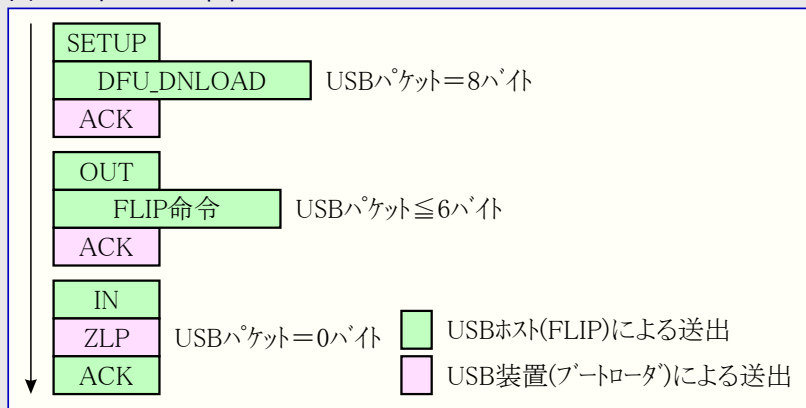 SETUP
DFU_DNLOAD USBパケット＝8バイト
ACK
OUT
FLIP命令 USBパケット≦6バイト
ACK
IN
ZLP USBパケット＝0バイト
ACK
USBホスト(FLIP)による送出
USB装置(ブートローダ)による送出